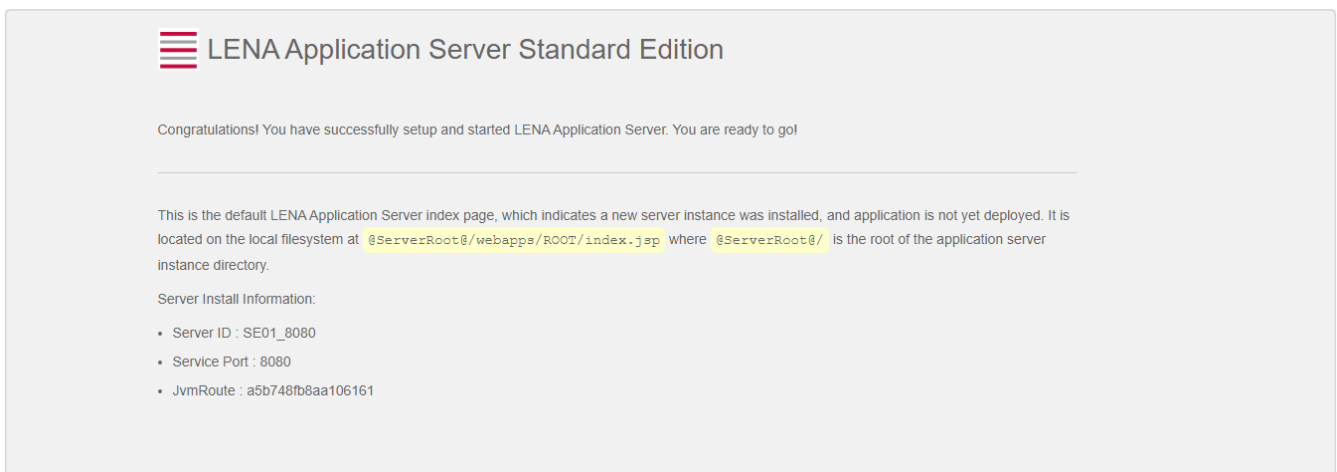 LENA Application Server Standard Edition
Congratulations! You have successfully setup and started LENA Application Server. You are ready to go!
This is the default LENA Application Server index page, which indicates a new server instance was installed, and application is not yet deployed. It is
located on the local filesystem at @ServerRoot@/webapps/ROOT/index.jsp where @ServerRoot@/ is the root of the application server
instance directory.
Server Install Information:
• Server ID : SE01_8080
• Service Port : 8080
• JvmRoute : a5b748fb8aa106161